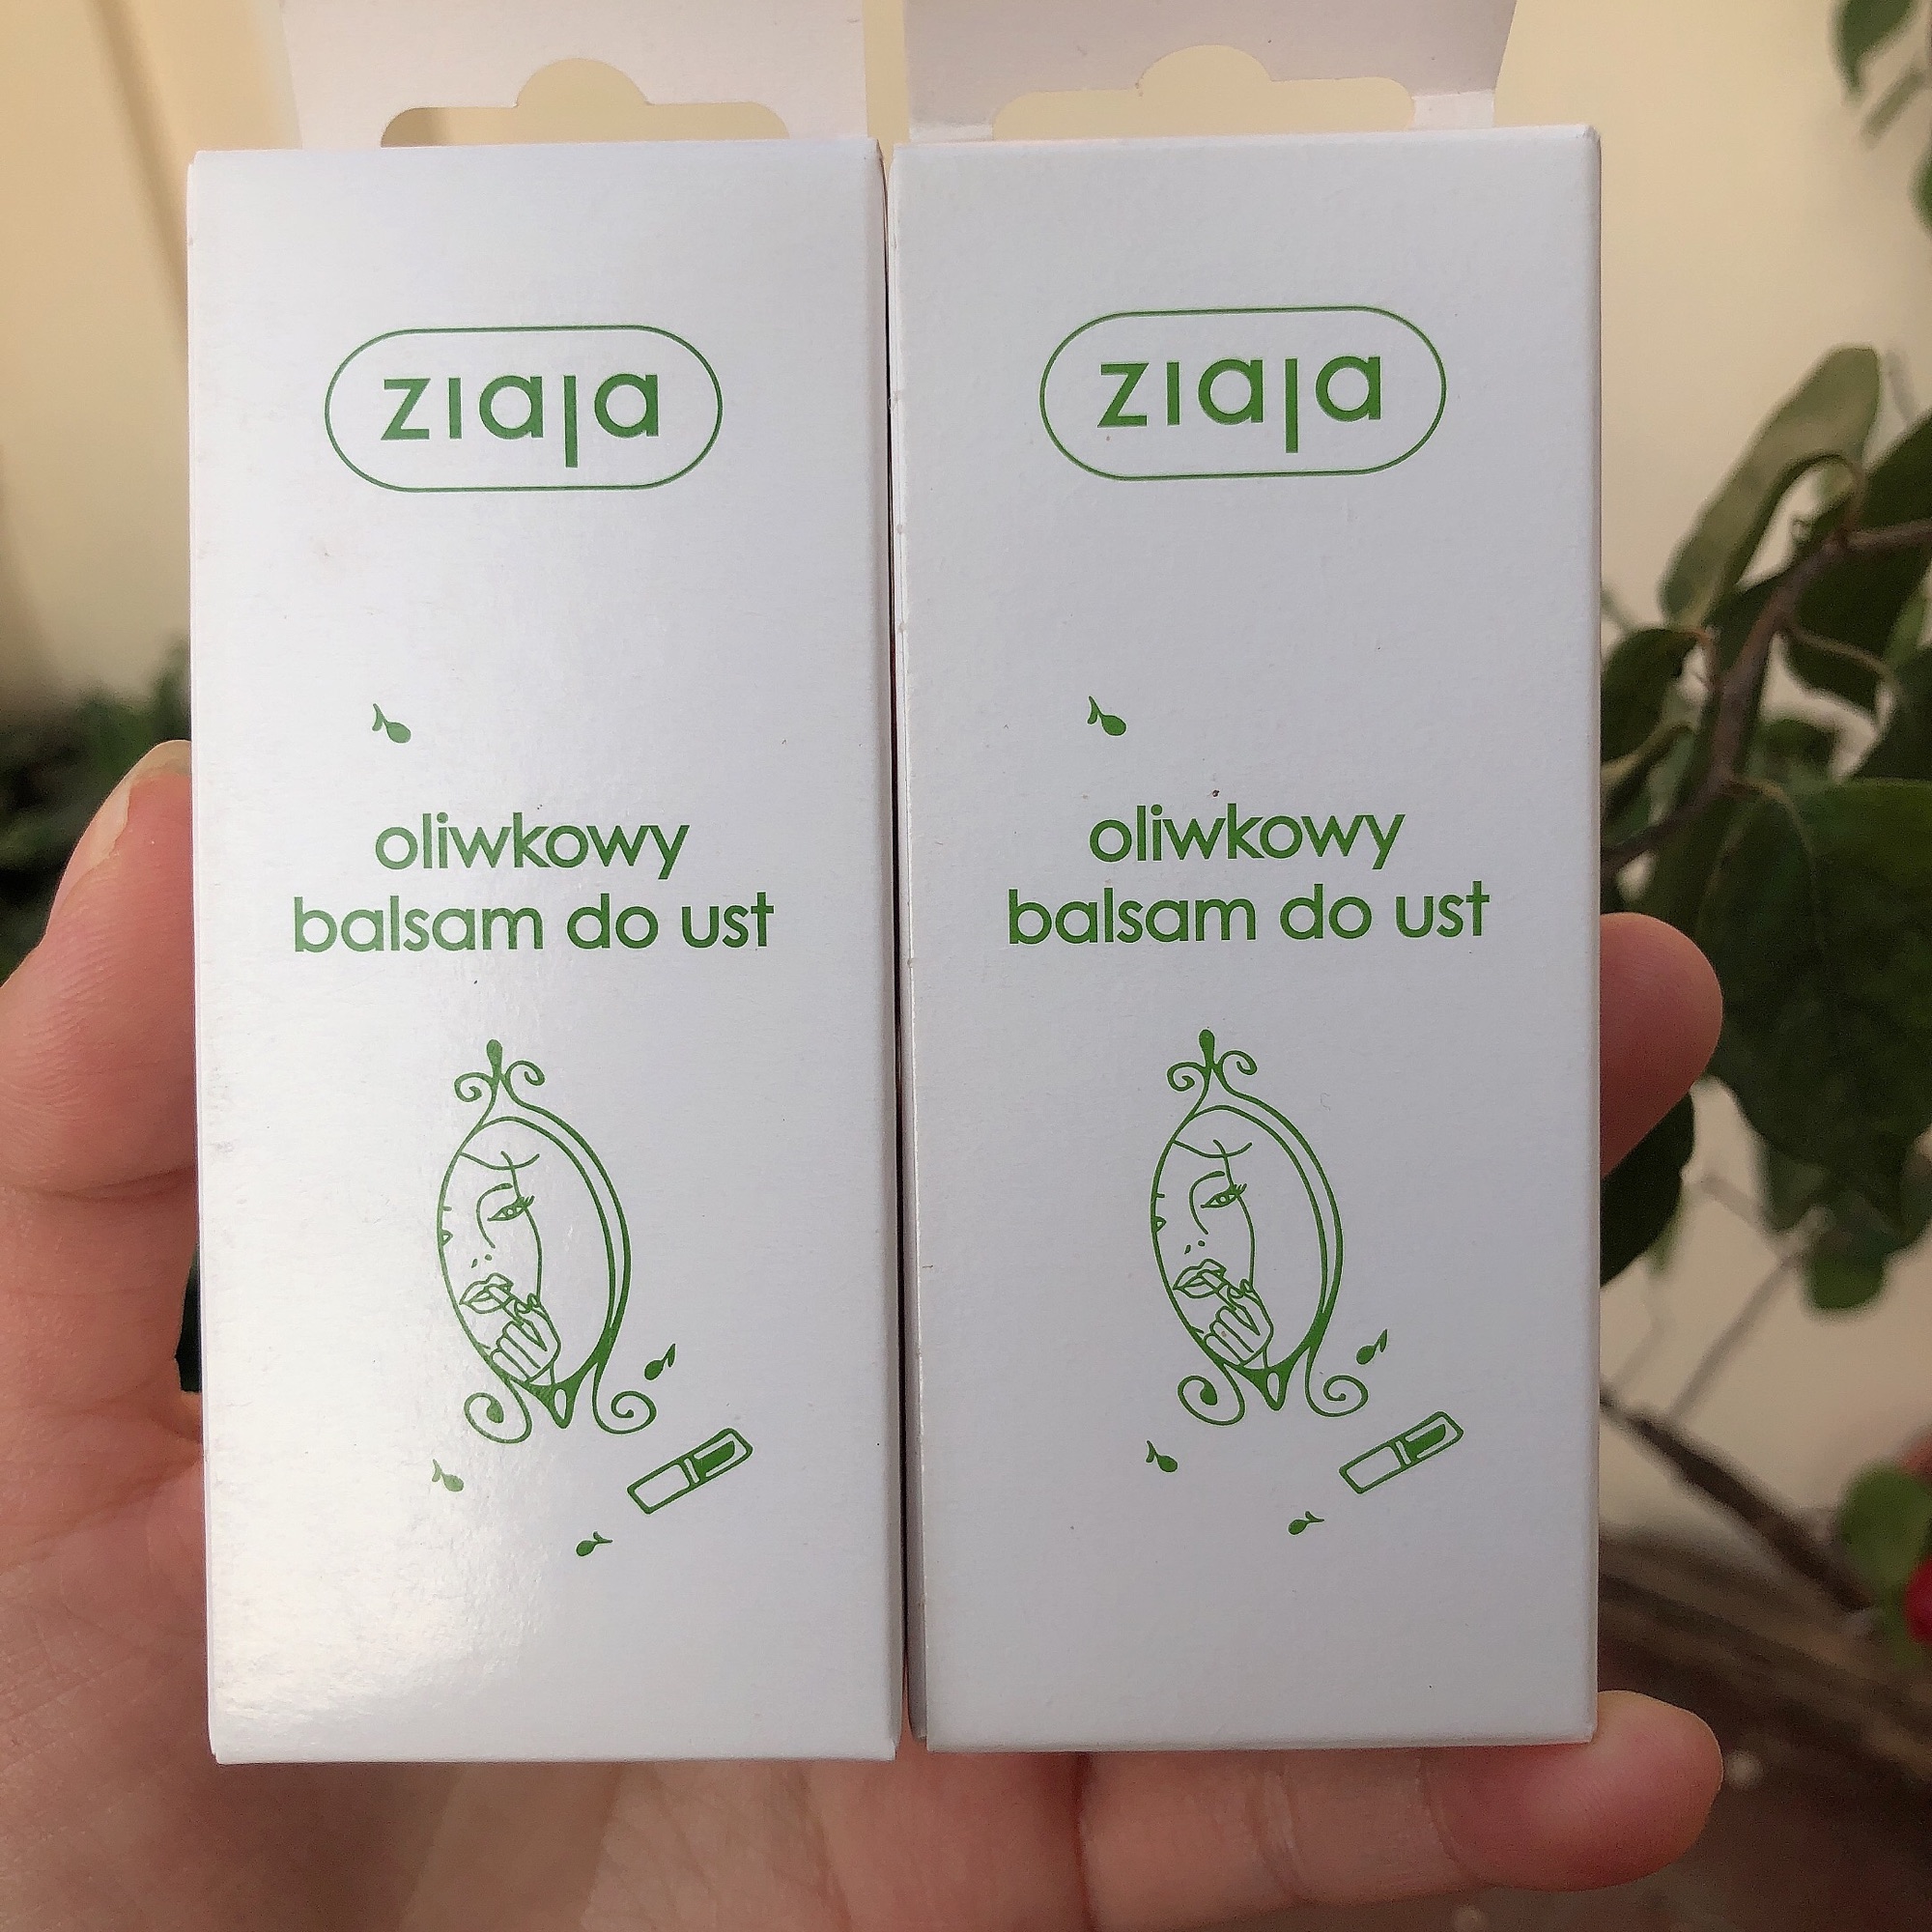 ziaja
oliwkowy
balsam do ust
ziaja
oliwkowy
balsam do ust